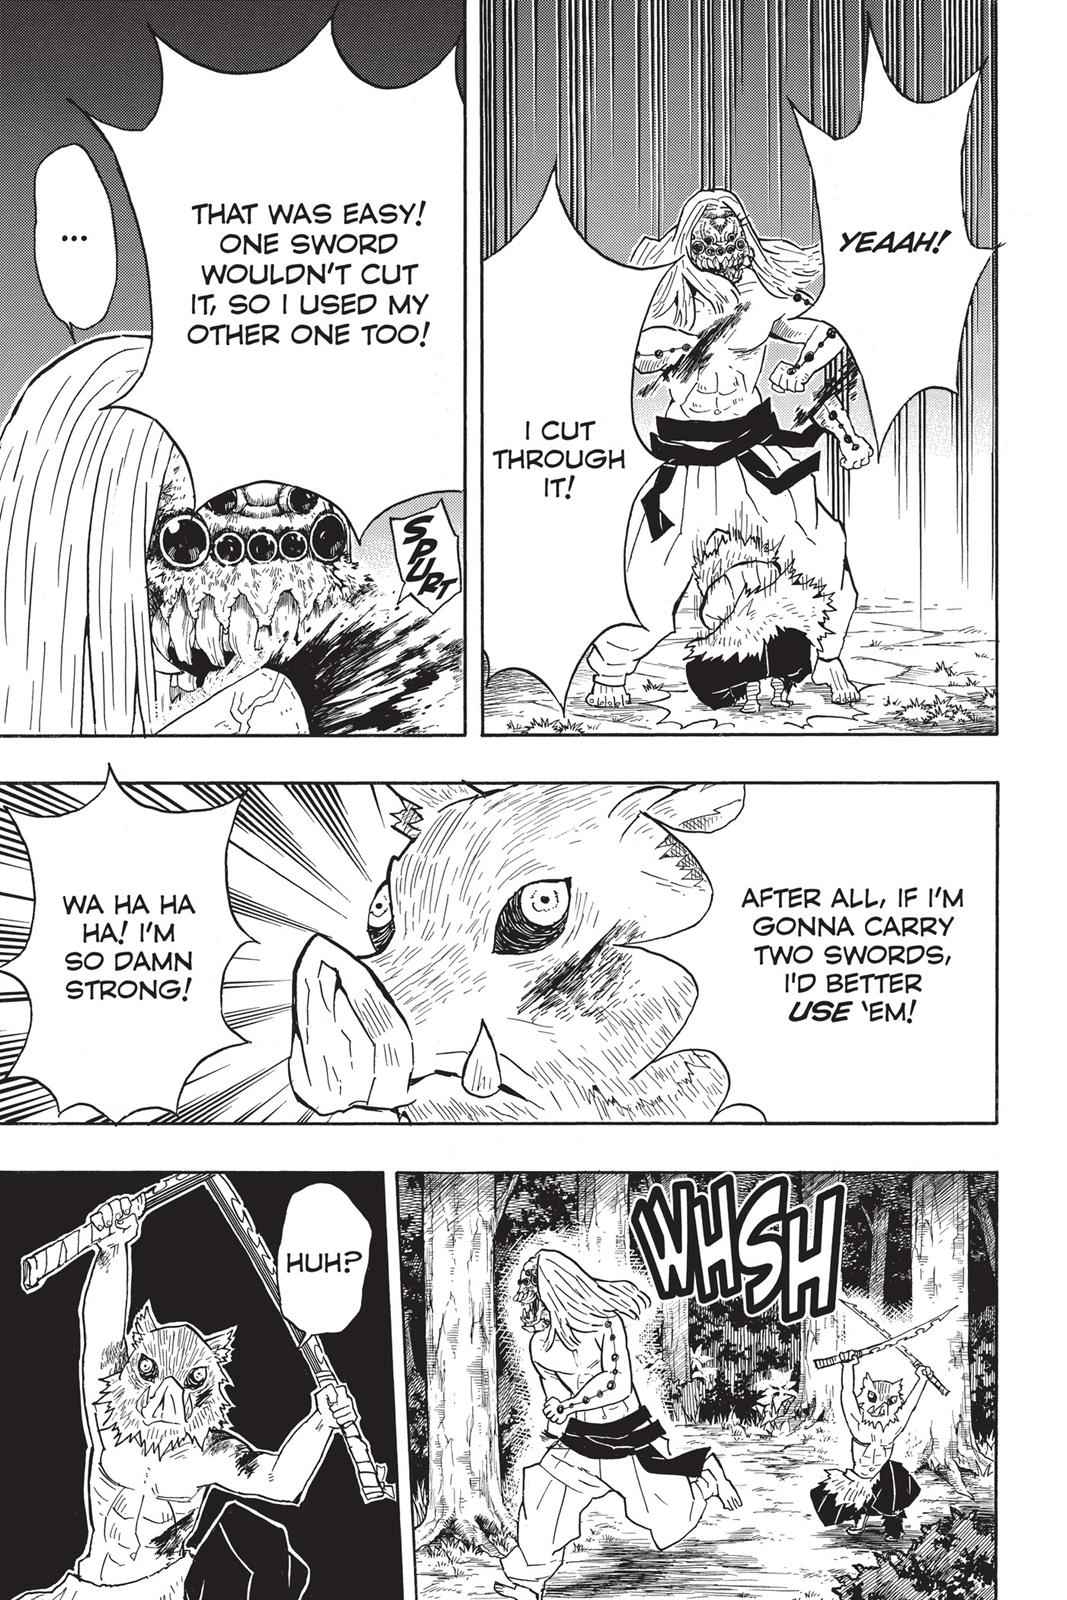 YEAAH!
I CUT
THROUGH
IT!
THAT WAS EASY!
ONE SWORD
WOULDN'T CUT
IT, SO I USED MY
OTHER ONE TOO!
SPURT
...
AFTER ALL, IF I'M
GONNA CARRY
TWO SWORDS,
I'D BETTER
USE 'EM!
WA HA HA
HA! I'M
SO DAMN
STRONG!
WHSH
HUH?